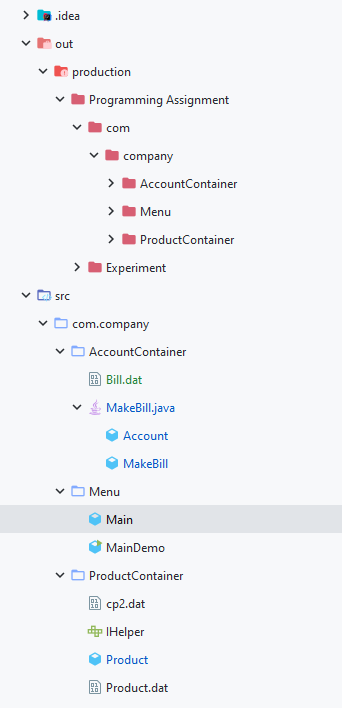 .idea
out
production
Programming Assignment
com
company
AccountContainer
Menu
ProductContainer
Experiment
src
com.company
AccountContainer
Bill.dat
MakeBill.java
Account
MakeBill
Menu
Main
MainDemo
ProductContainer
cp2.dat
IHelper
Product
Product.dat